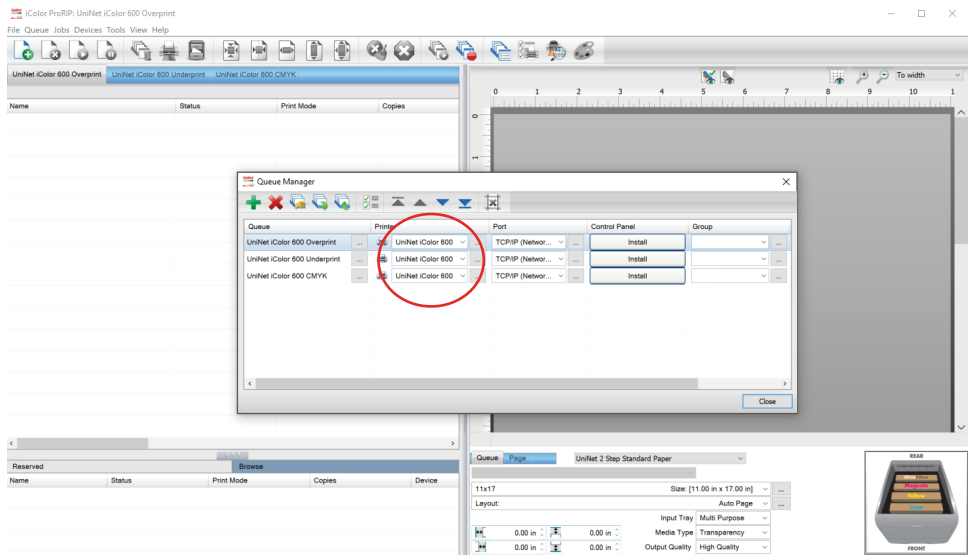 iColor ProRIP: UniNet iColor 600 Overprint
File Queue Jobs Devices Tools View Help
UniNet iColor 600 Overprint UniNet iColor 600 Underprint UniNet iColor 600 CMYK
To width
Name Status Print Mode Copies
0 1 2 3 4 5 6 7 8 9 10 1
0
1
Queue Manager
Queue Printer Port Control Panel Group
UniNet iColor 600 Overprint ... UniNet iColor 600 ... TCP/IP (Networ... ... Install ...
UniNet iColor 600 Underprint ... UniNet iColor 600 ... TCP/IP (Networ... ... Install ...
UniNet iColor 600 CMYK ... UniNet iColor 600 ... TCP/IP (Networ... ... Install ...
Close
Queue Page UniNet 2 Step Standard Paper
Reserved Browse
Name Status Print Mode Copies Device
11x17 Size: [11.00 in x 17.00 in] ...
Layout: Auto Page ...
Input Tray Multi Purpose
0.00 in 0.00 in Media Type Transparency
0.00 in 0.00 in Output Quality High Quality
REAR
Magenta
Yellow
Cyan
FRONT